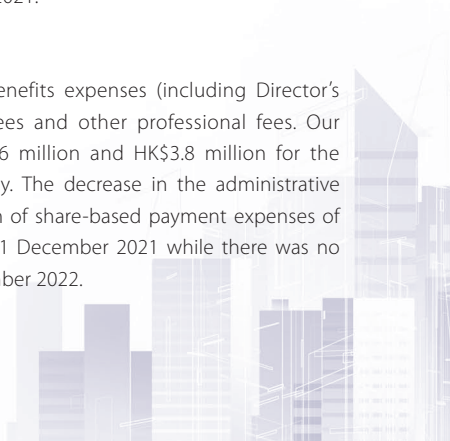 2021.
enefits expenses (including Director's
ees and other professional fees. Our
6 million and HK$3.8 million for the
y. The decrease in the administrative
n of share-based payment expenses of
1 December 2021 while there was no
ber 2022.